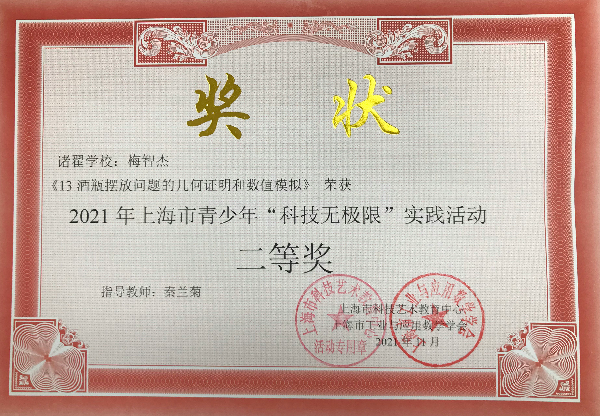 奖 状
诸翟学校：梅智杰
《13 酒瓶摆放问题的几何证明和数值模拟》 荣获
2021 年上海市青少年“科技无极限”实践活动
二等奖
指导教师：秦兰菊
上海市科技艺术教育中心
上海市工业与应用数学学会
2021 年 11 月
上海市科技艺术教育中心
活动专用章
上海市工业与应用数学学会